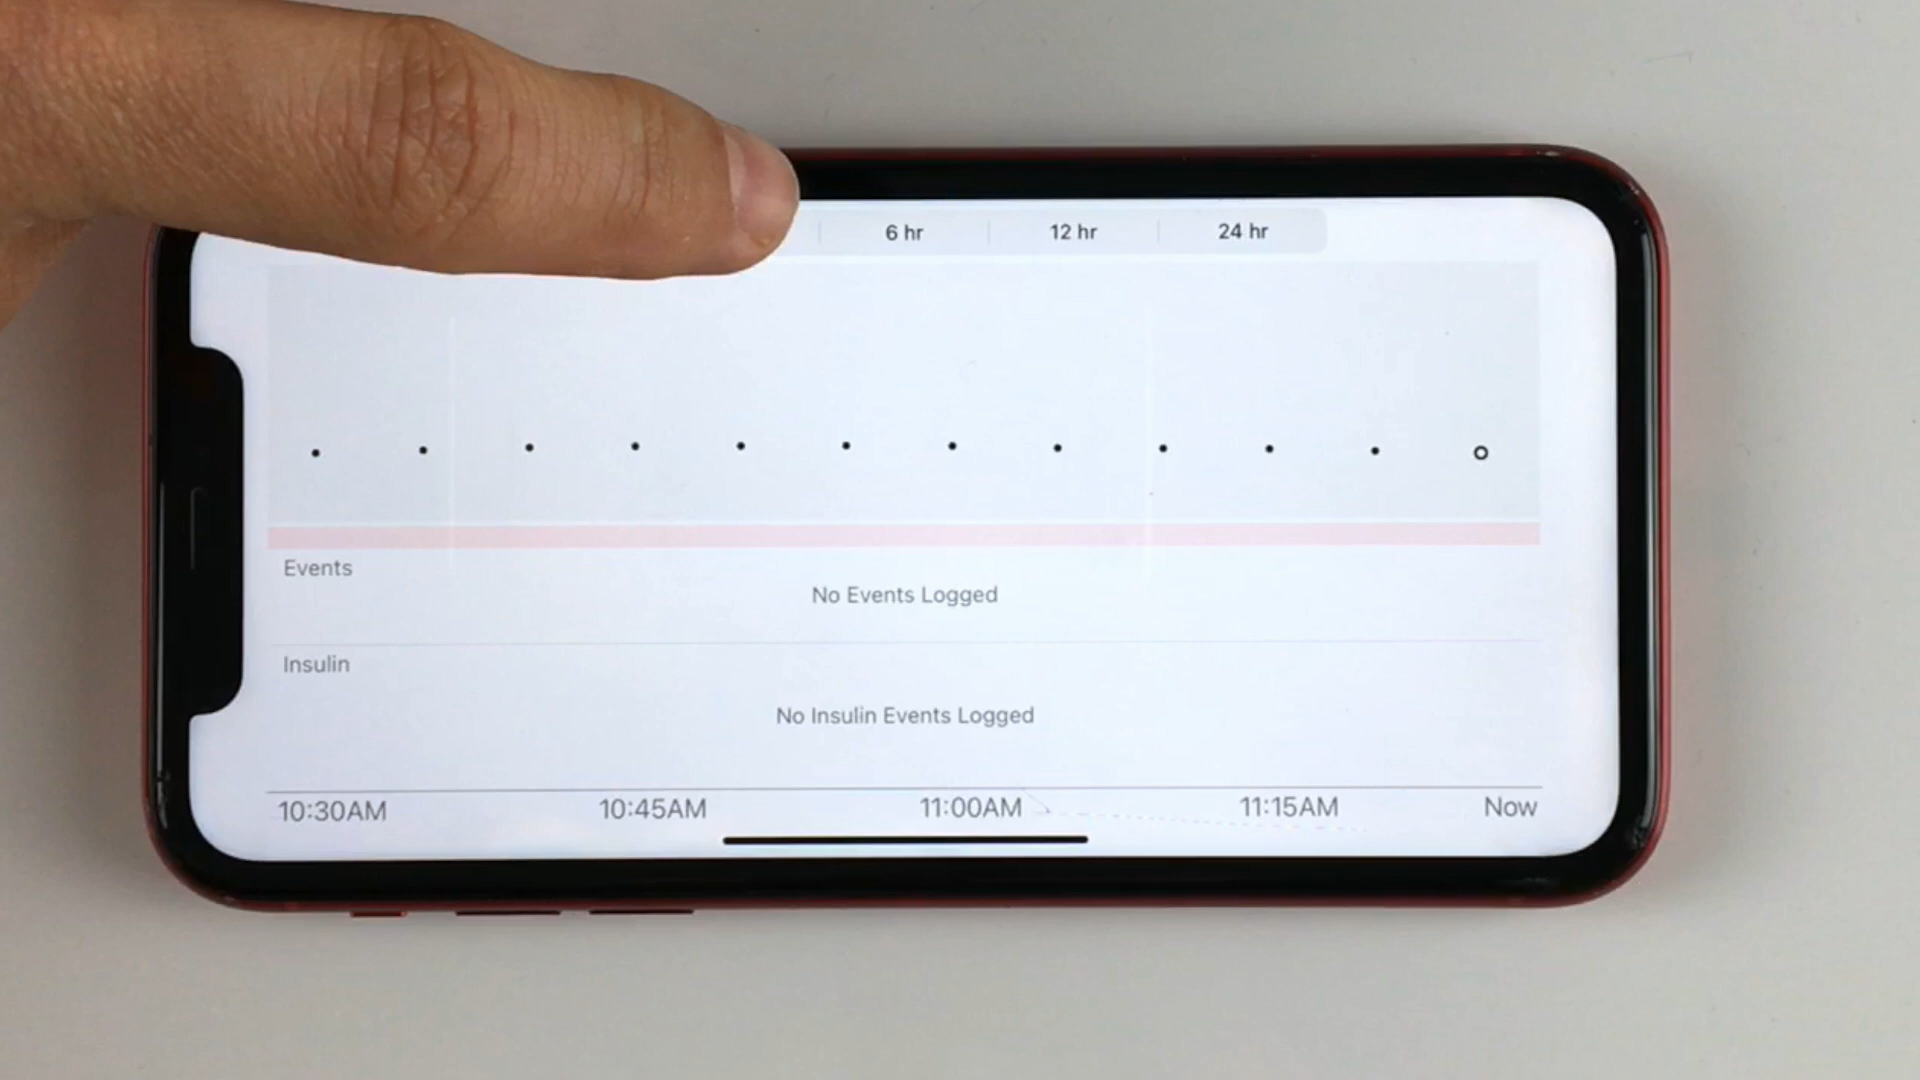 6 hr 12 hr 24 hr
Events
No Events Logged
Insulin
No Insulin Events Logged
10:30AM 10:45AM 11:00AM 11:15AM Now